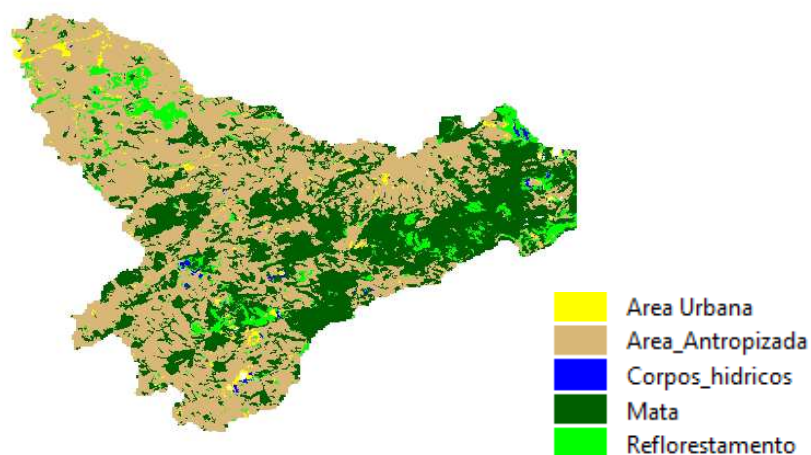 Area Urbana
Area_Antropizada
Corpos_hidricos
Mata
Reflorestamento